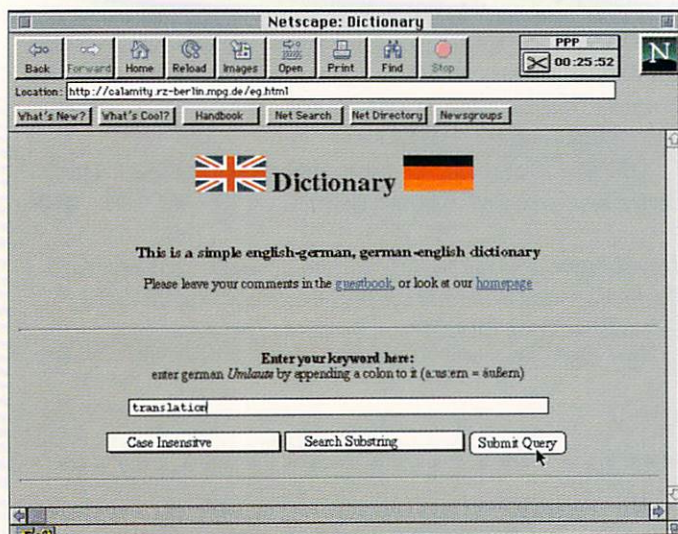 Netscape: Dictionary
Back Forward Home Reload Images Open Print Find Stop
PPP
00:25:52
N
Location: http://calamity.rz-berlin.mpg.de/eg.html
What's New? What's Cool? Handbook Net Search Net Directory Newsgroups
Dictionary
This is a simple english-german, german-english dictionary
Please leave your comments in the guestbook, or look at our homepage
Enter your keyword here:
enter german Umlaute by appending a colon to it (a:us:ern = äußern)
translation
Case Insensitve Search Substring Submit Query